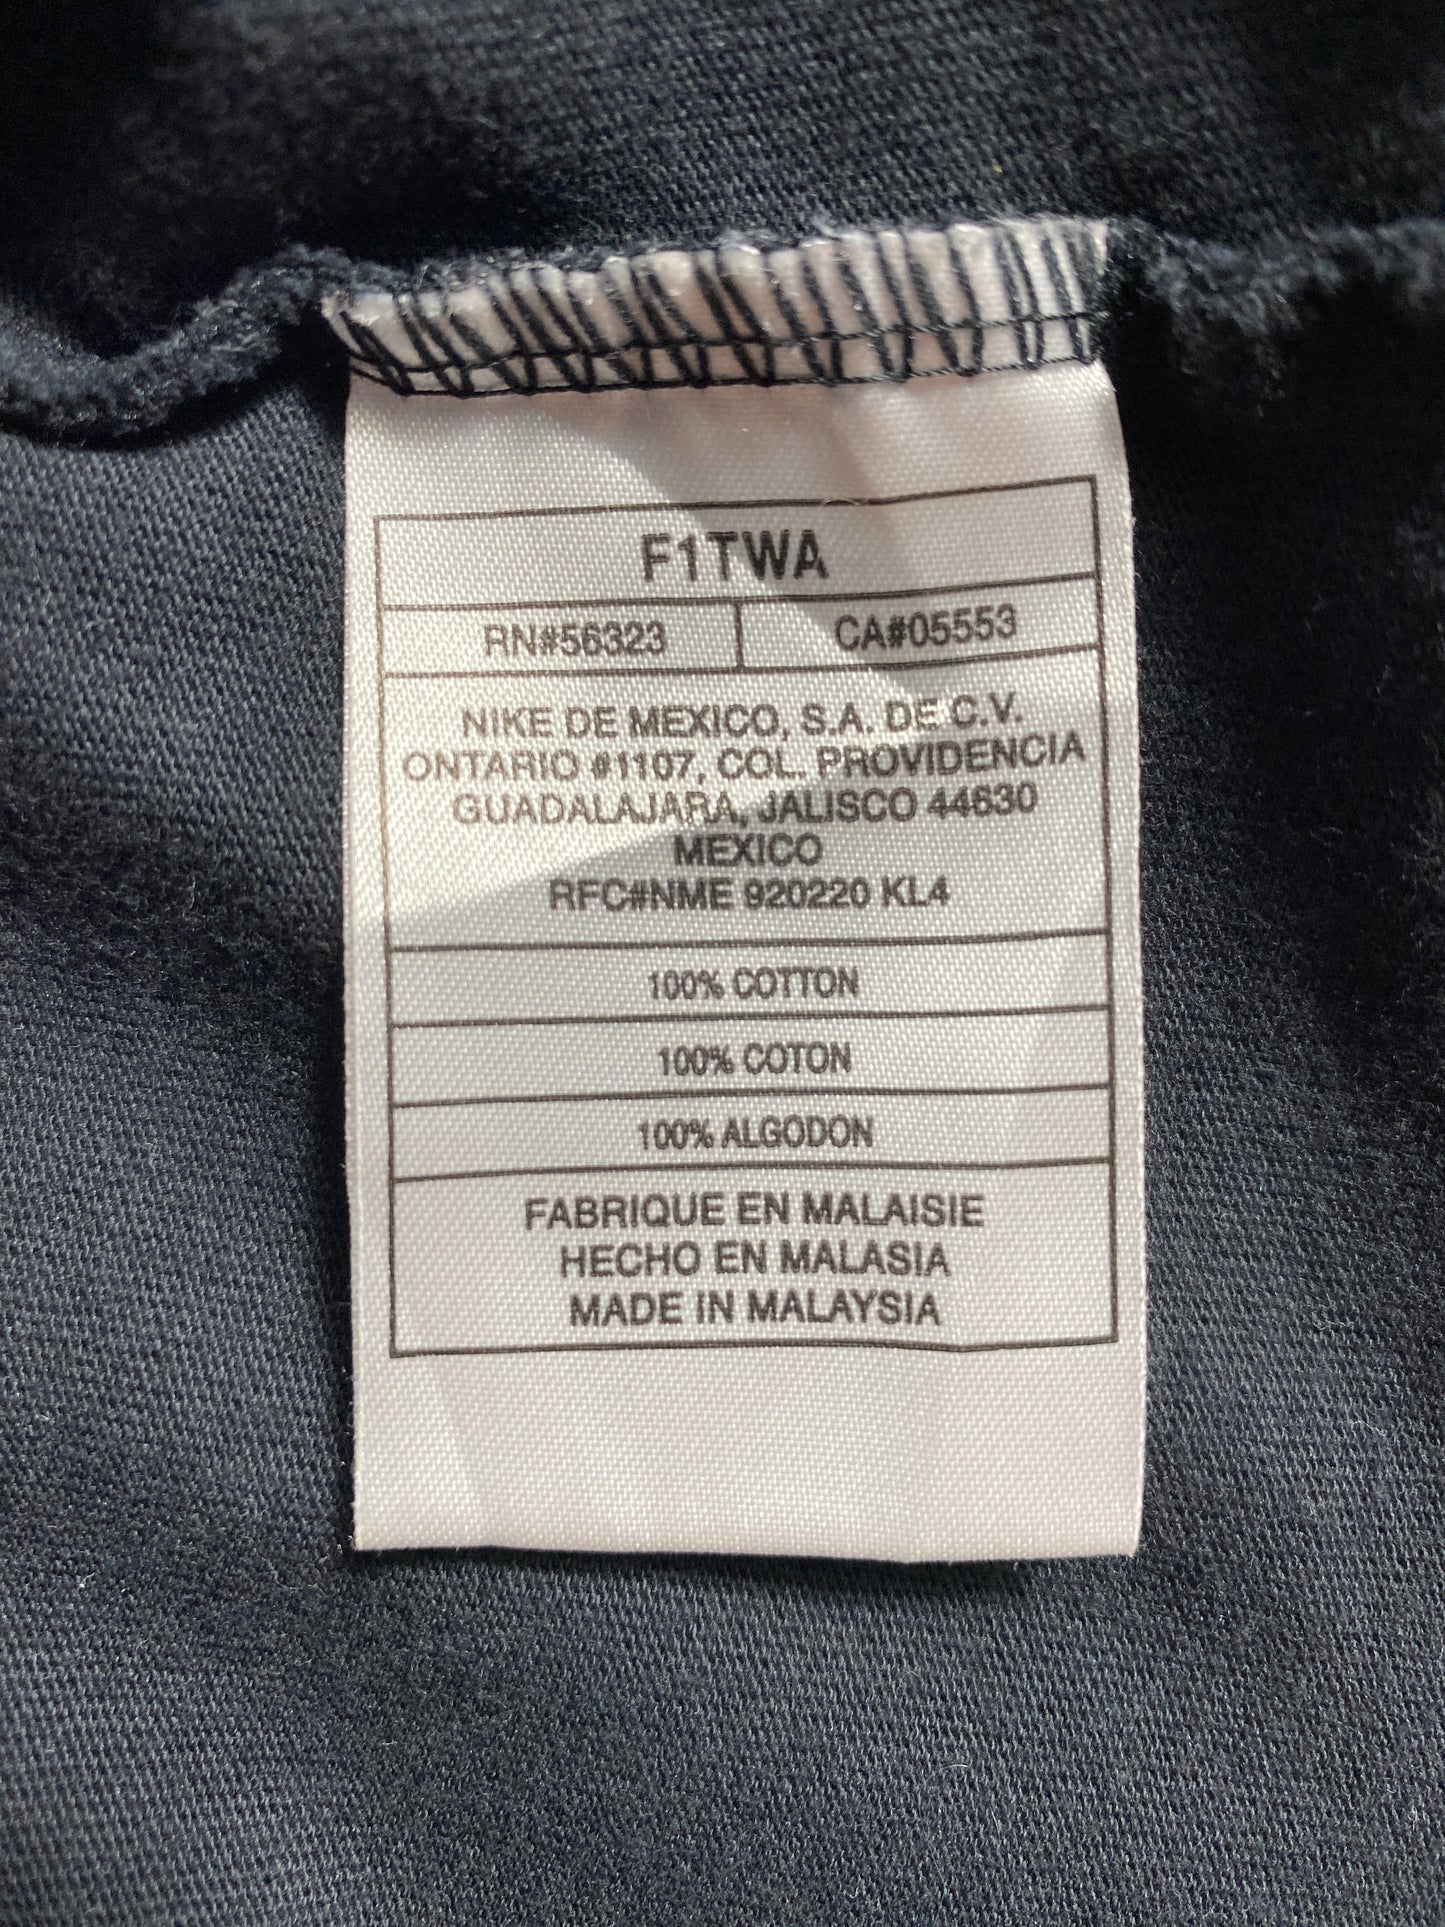 F1TWA
RN#56323 CA#05553
NIKE DE MEXICO, S.A. DE C.V.
ONTARIO #1107, COL. PROVIDENCIA
GUADALAJARA, JALISCO 44630
MEXICO
RFC#NME 920220 KL4
100% COTTON
100% COTON
100% ALGODON
FABRIQUE EN MALAISIE
HECHO EN MALASIA
MADE IN MALAYSIA